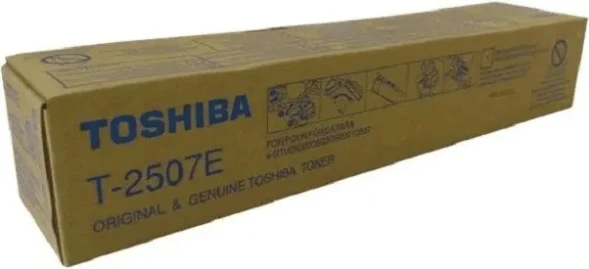 TOSHIBA
T-2507E
ORIGINAL & GENUINE TOSHIBA TONER